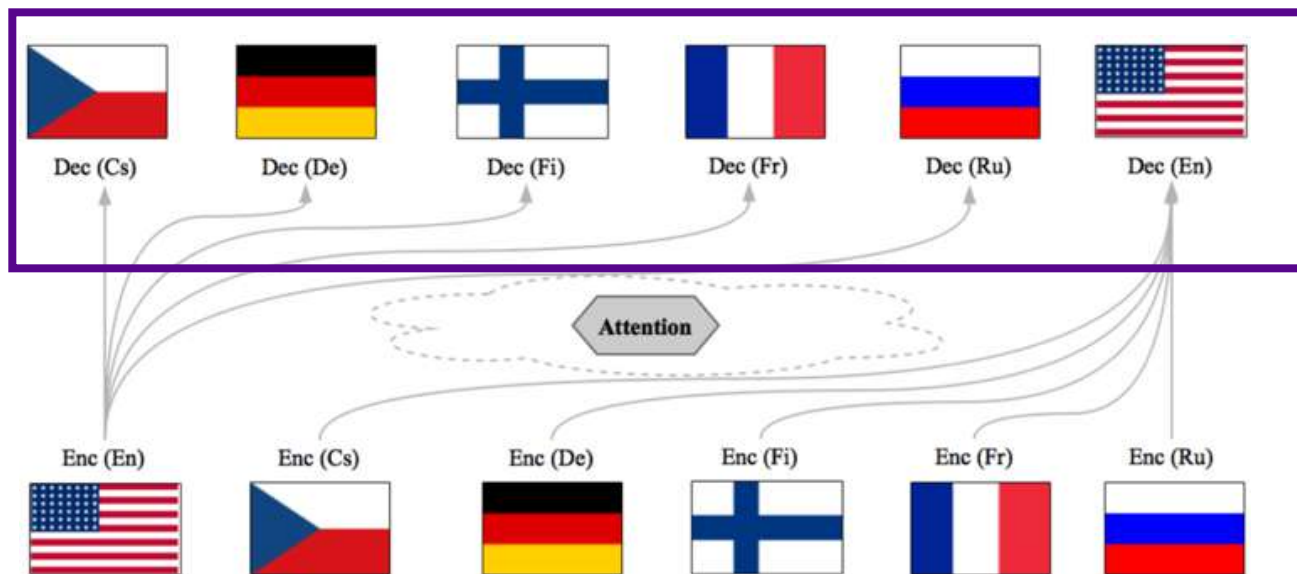 Dec (Cs) Dec (De) Dec (Fi) Dec (Fr) Dec (Ru) Dec (En)
Attention
Enc (En) Enc (Cs) Enc (De) Enc (Fi) Enc (Fr) Enc (Ru)